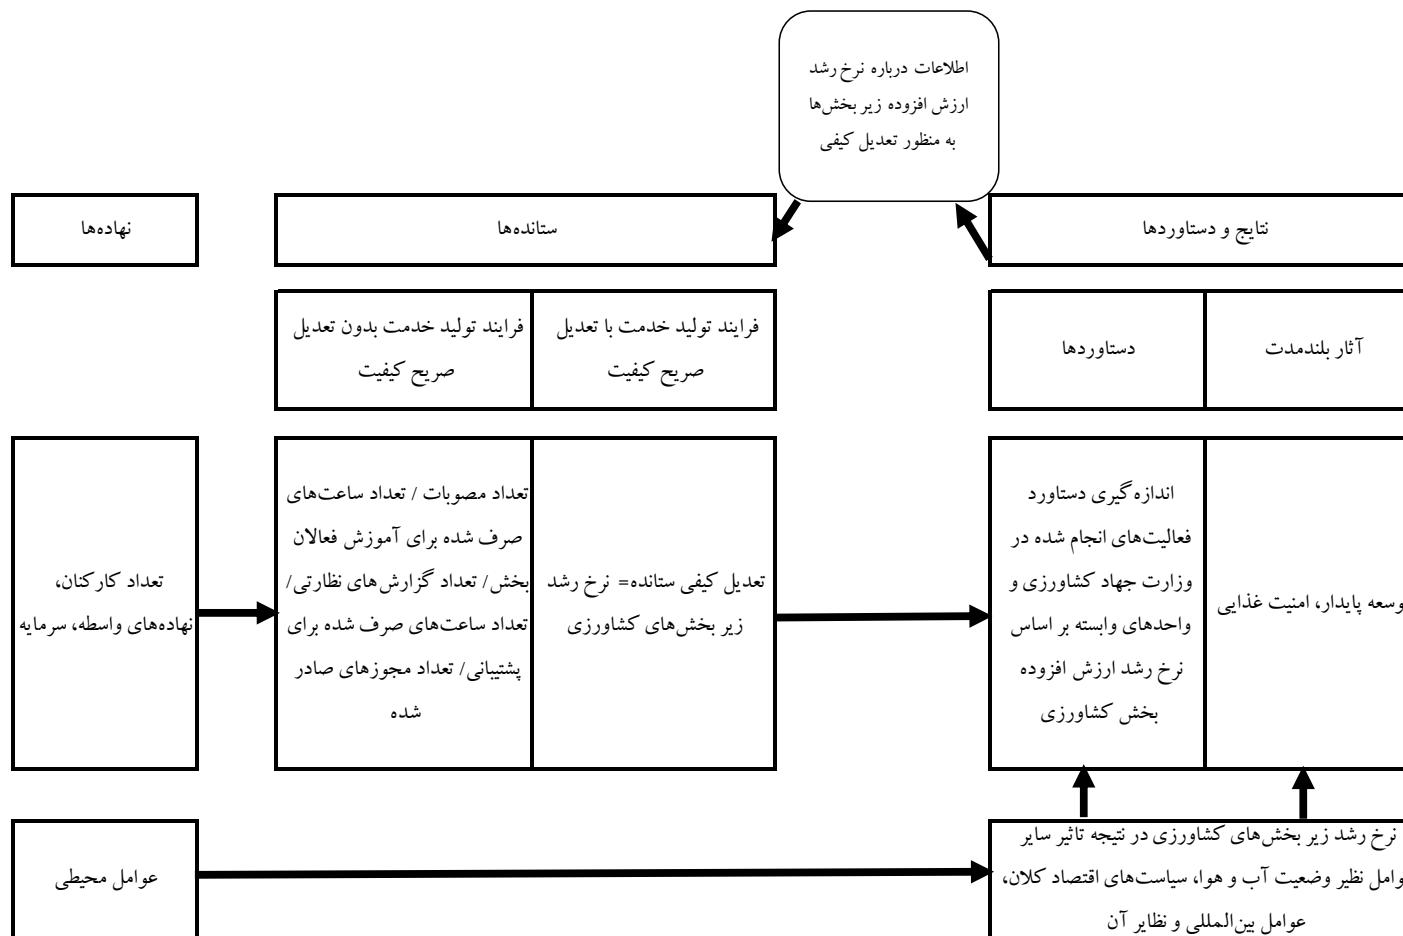 اطلاعات درباره نرخ رشد
ارزش افزوده زیر بخش‌ها
به منظور تعدیل کیفی
نهاده‌ها
ستانده‌ها
نتایج و دستاوردها
فرایند تولید خدمت بدون تعدیل
صریح کیفیت
فرایند تولید خدمت با تعدیل
صریح کیفیت
دستاوردها
آثار بلندمدت
تعداد کارکنان،
نهاده‌های واسطه، سرمایه
تعداد مصوبات / تعداد ساعت‌های
صرف شده برای آموزش فعالان
بخش/ تعداد گزارش‌های نظارتی/
تعداد ساعت‌های صرف شده برای
پشتیبانی/ تعداد مجوزهای صادر
شده
تعدیل کیفی ستانده= نرخ رشد
زیر بخش‌های کشاورزی
اندازه گیری دستاورد
فعالیت‌های انجام شده در
وزارت جهاد کشاورزی و
واحدهای وابسته بر اساس
نرخ رشد ارزش افزوده
بخش کشاورزی
وسعه پایدار، امنیت غذایی
عوامل محیطی
نرخ رشد زیر بخش‌های کشاورزی در نتیجه تاثیر سایر
وامل نظیر وضعیت آب و هوا، سیاست‌های اقتصاد کلان،
عوامل بین‌المللی و نظایر آن